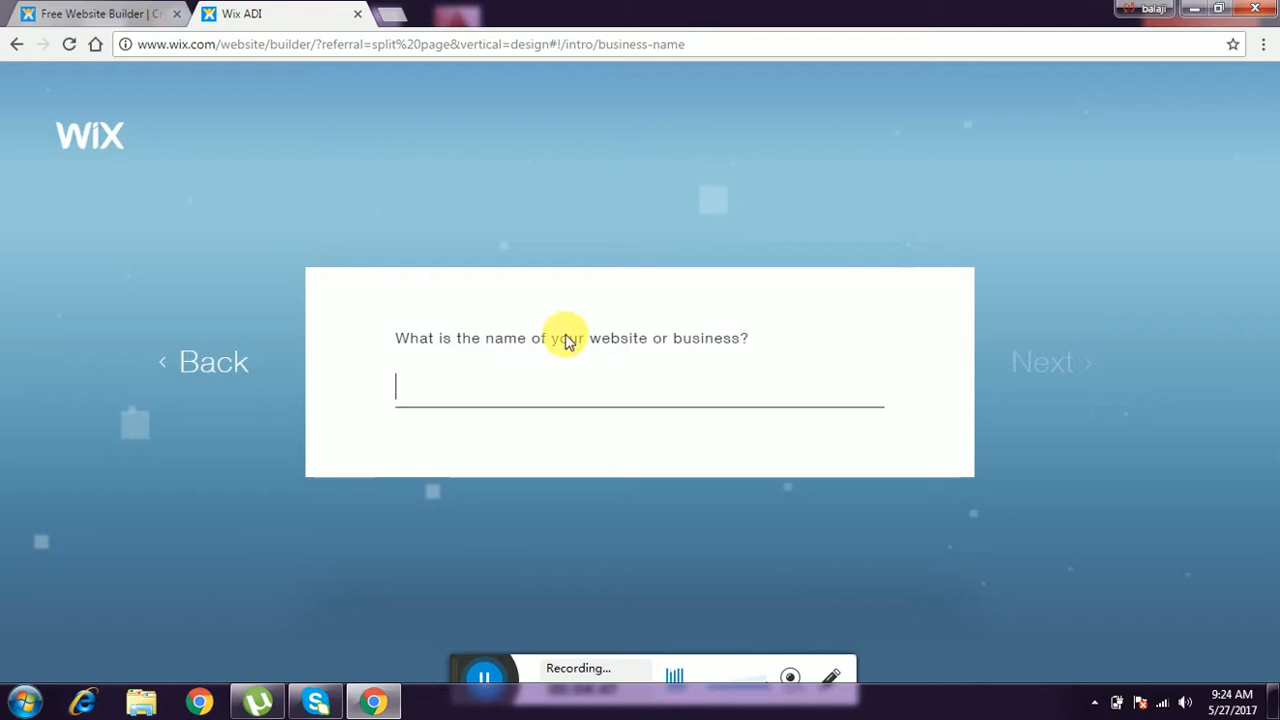 Free Website Builder | C
Wix ADI
balaji
www.wix.com/website/builder/?referral=split%20page&vertical=design#!/intro/business-name
WiX
What is the name of your website or business?
Back
Next
Recording...
9:24 AM
5/27/2017